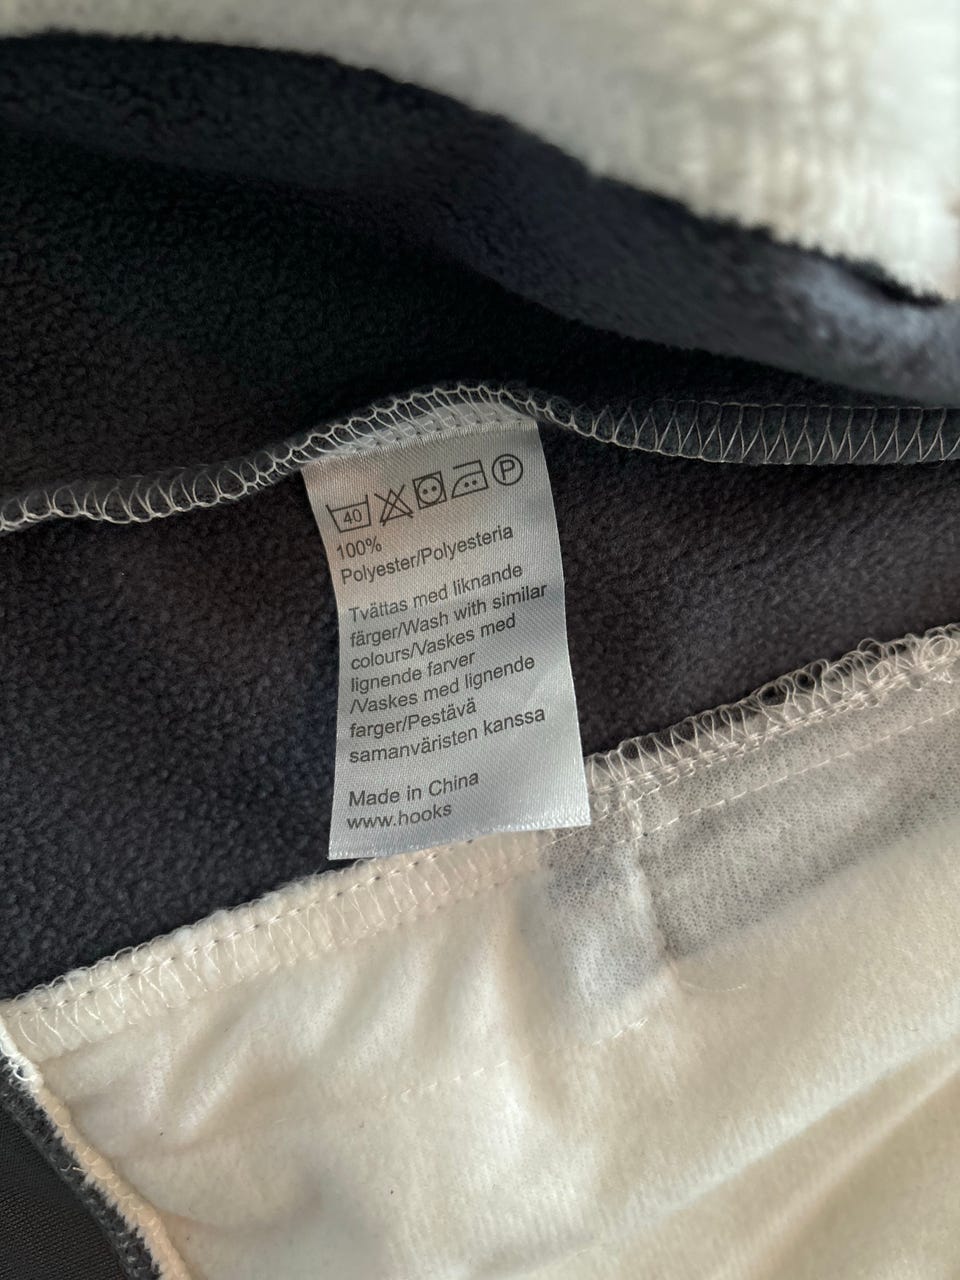 40 P
100%
Polyester/Polyesteria
Tvättas med liknande
färger/Wash with similar
colours/Vaskes med
lignende farver
/Vaskes med lignende
farger/Pestävä
samanväristen kanssa
Made in China
www.hooks